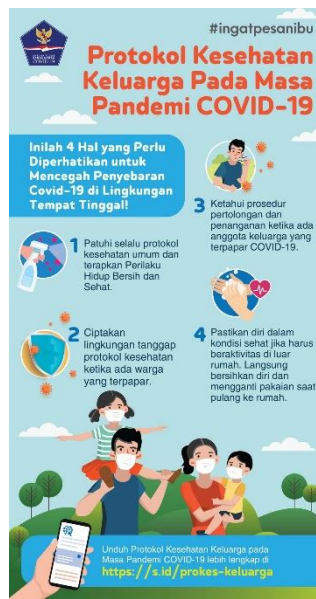 #ingatpesanibu
Protokol Kesehatan
Keluarga Pada Masa
Pandemi COVID-19
Inilah 4 Hal yang Perlu
Diperhatikan untuk
Mencegah Penyebaran
Covid-19 di Lingkungan
Tempat Tinggal!
1 Patuhi selalu protokol
kesehatan umum dan
terapkan Perilaku
Hidup Bersih dan
Sehat.
2 Ciptakan
lingkungan tanggap
protokol kesehatan
ketika ada warga
yang terpapar.
3 Ketahui prosedur
pertolongan dan
penanganan ketika ada
anggota keluarga yang
terpapar COVID-19.
4 Pastikan diri dalam
kondisi sehat jika harus
beraktivitas di luar
rumah. Langsung
bersihkan diri dan
mengganti pakaian saat
pulang ke rumah.
Unduh Protokol Kesehatan Keluarga pada
Masa Pandemi COVID-19 lebih lengkap di
https://s.id/prokes-keluarga